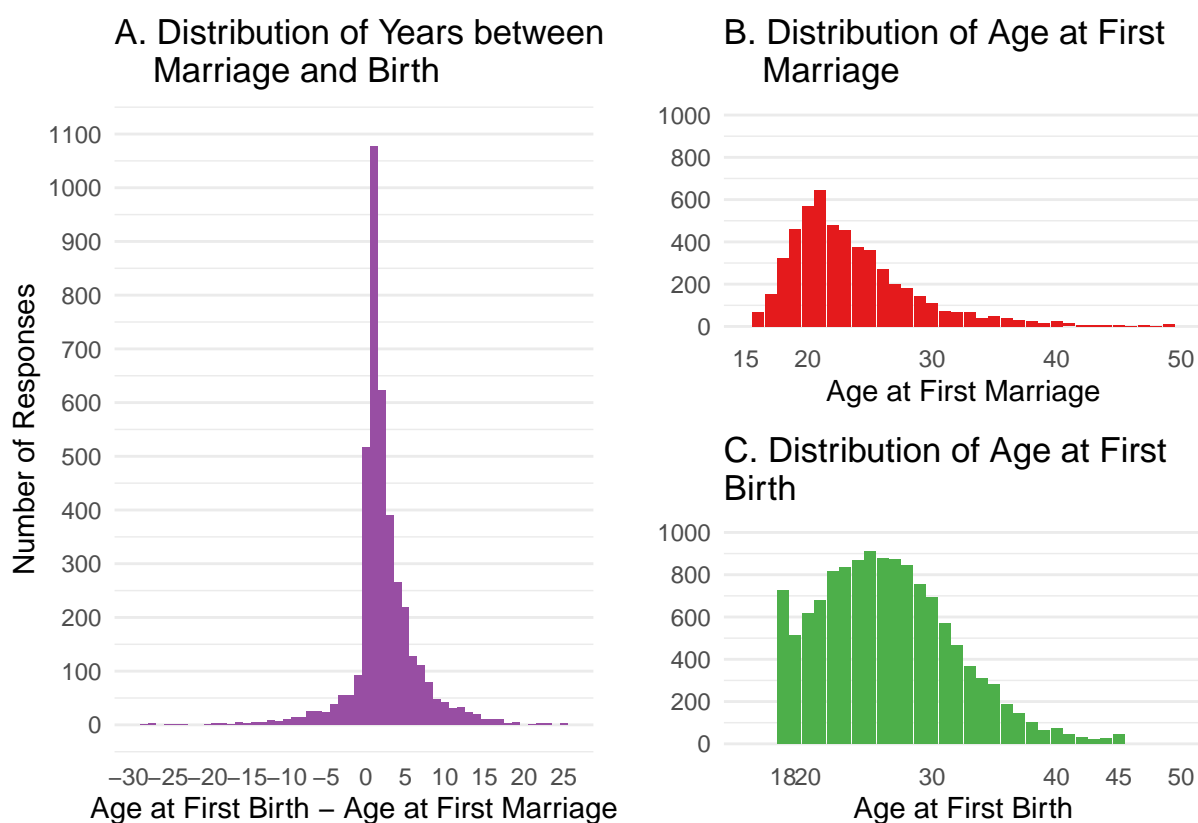 A. Distribution of Years between
Marriage and Birth
1100
1000
900
800
700
600
500
400
300
200
100
0
Number of Responses
−30−25−20−15−10 −5 0 5 10 15 20 25
Age at First Birth − Age at First Marriage
B. Distribution of Age at First
Marriage
1000
800
600
400
200
0
15 20 30 40 50
Age at First Marriage
C. Distribution of Age at First
Birth
1000
800
600
400
200
0
1820 30 40 45 50
Age at First Birth